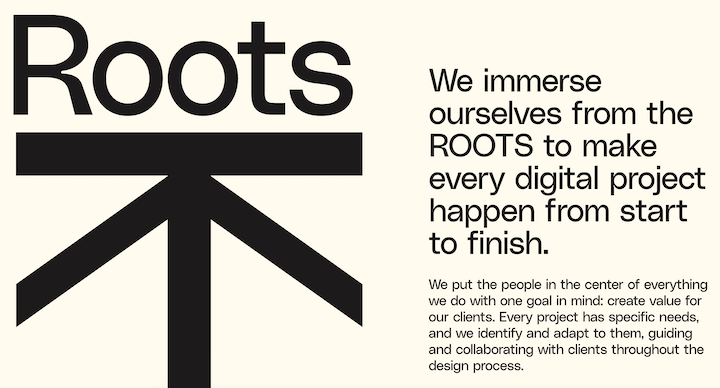 Roots
We immerse
ourselves from the
ROOTS to make
every digital project
happen from start
to finish.
We put the people in the center of everything
we do with one goal in mind: create value for
our clients. Every project has specific needs,
and we identify and adapt to them, guiding
and collaborating with clients throughout the
design process.